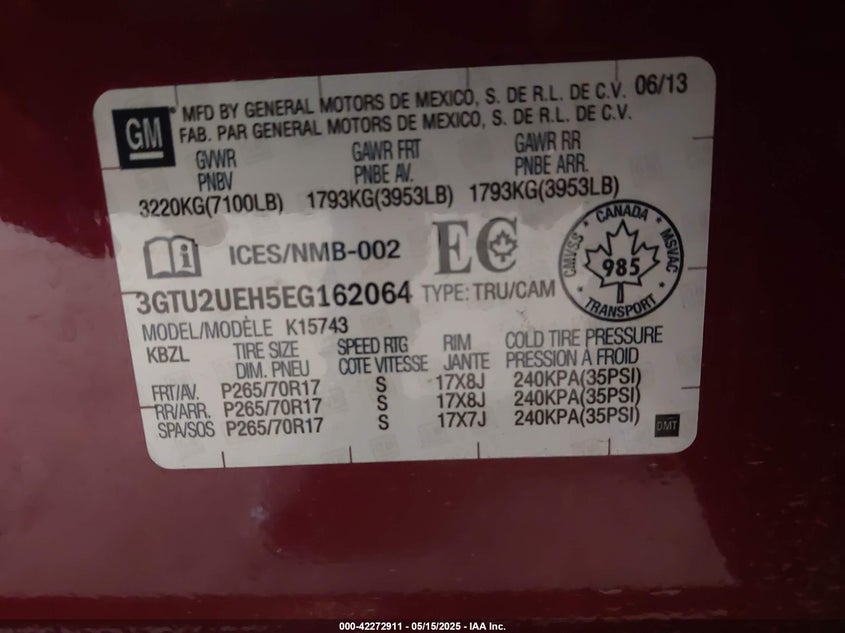 GM
MFD BY GENERAL MOTORS DE MEXICO, S. DE R.L. DE C.V. 06/13
FAB. PAR GENERAL MOTORS DE MEXICO, S. DE R.L. DE C.V.
GVWR GAWR FRT GAWR RR
PNBV PNBE AV. PNBE ARR.
3220KG(7100LB) 1793KG(3953LB) 1793KG(3953LB)
ICES/NMB-002 EC
CANADA
CMVSS 985 MSVAC
TRANSPORT
3GTU2UEH5EG162064 TYPE: TRU/CAM
MODEL/MODÈLE K15743
KBZL TIRE SIZE SPEED RTG RIM COLD TIRE PRESSURE
DIM. PNEU COTE VITESSE JANTE PRESSION À FROID
FRT/AV. P265/70R17 S 17X8J 240KPA(35PSI)
RR/ARR. P265/70R17 S 17X8J 240KPA(35PSI)
SPA/SOS P265/70R17 S 17X7J 240KPA(35PSI)
DMT
000-42272911 - 05/15/2025 - IAA Inc.